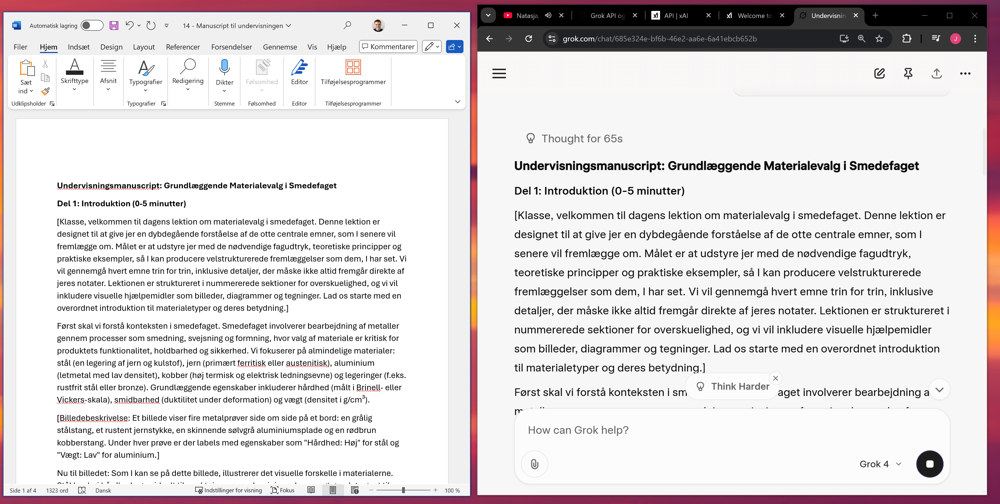 Automatisk lagring
14 - Manuscript til undervisningen
Filer
Hjem
Indsæt
Design
Layout
Referencer
Forsendelser
Gennemse
Vis
Hjælp
Kommentarer
Sæt
ind
Skrifttype
Afsnit
Typografier
Redigering
Dikter
Følsomhed
Editor
Tilføjelsesprogrammer
Udklipsholder
Typografier
Stemme
Følsomhed
Editor
Tilføjelsesprogrammer
Undervisningsmanuscript: Grundlæggende Materialevalg i Smedefaget
Del 1: Introduktion (0-5 minutter)
[Klasse, velkommen til dagens lektion om materialevalg i smedefaget. Denne lektion er
designet til at give jer en dybdegående forståelse af de otte centrale emner, som I senere vil
fremlægge om. Målet er at udstyre jer med de nødvendige fagudtryk, teoretiske principper og
praktiske eksempler, så I kan producere velstrukturerede fremlæggelser som dem, I har set. Vi
vil gennemgå hvert emne trin for trin, inklusive detaljer, der måske ikke altid fremgår direkte af
jeres notater. Lektionen er struktureret i nummererede sektioner for overskuelighed, og vi vil
inkludere visuelle hjælpemidler som billeder, diagrammer og tegninger. Lad os starte med en
overordnet introduktion til materialetyper og deres betydning.]
Først skal vi forstå konteksten i smedefaget. Smedefaget involverer bearbejdning af metaller
gennem processer som smedning, svejsning og formning, hvor valg af materiale er kritisk for
produktets funktionalitet, holdbarhed og sikkerhed. Vi fokuserer på almindelige materialer:
stål (en legering af jern og kulstof), jern (primært ferritisk eller austenitisk), aluminium
(letmetal med lav densitet), kobber (høj termisk og elektrisk ledningsevne) og legeringer (f.eks.
rustfrit stål eller bronze). Grundlæggende egenskaber inkluderer hårdhed (målt i Brinell- eller
Vickers-skala), smidbarhed (duktilitet under deformation) og vægt (densitet i g/cm³).
[Billedebeskrivelse: Et billede viser fire metalprøver side om side på et bord: en grålig
stålstang, et rustent jernstykke, en skinnende sølvgrå aluminiumsplade og en rødbrun
kobberstang. Under hver prøve er der labels med egenskaber som "Hårdhed: Høj" for stål og
"Vægt: Lav" for aluminium.]
Nu til billedet: Som I kan se på dette billede, illustrerer det visuelle forskelle i materialerne.
Side 1 af 4
1323 ord
Dansk
Indstillinger for visning
Fokus
100 %
Natasja,
Grok API og
API | xAI
Welcome to
Undervisnin
grok.com/chat/685e324e-bf6b-46e2-aa6e-6a41ebcb652b
J
Thought for 65s
Undervisningsmanuscript: Grundlæggende Materialevalg i Smedefaget
Del 1: Introduktion (0-5 minutter)
[Klasse, velkommen til dagens lektion om materialevalg i smedefaget. Denne lektion er
designet til at give jer en dybdegående forståelse af de otte centrale emner, som I
senere vil fremlægge om. Målet er at udstyre jer med de nødvendige fagudtryk,
teoretiske principper og praktiske eksempler, så I kan producere velstrukturerede
fremlæggelser som dem, I har set. Vi vil gennemgå hvert emne trin for trin, inklusive
detaljer, der måske ikke altid fremgår direkte af jeres notater. Lektionen er struktureret i
nummererede sektioner for overskuelighed, og vi vil inkludere visuelle hjælpemidler
som billeder, diagrammer og tegninger. Lad os starte med en overordnet introduktion
til materialetyper og deres betydning.]
Think Harder
Først skal vi forstå konteksten i sm aget involverer bearbejdning a
How can Grok help?
Grok 4